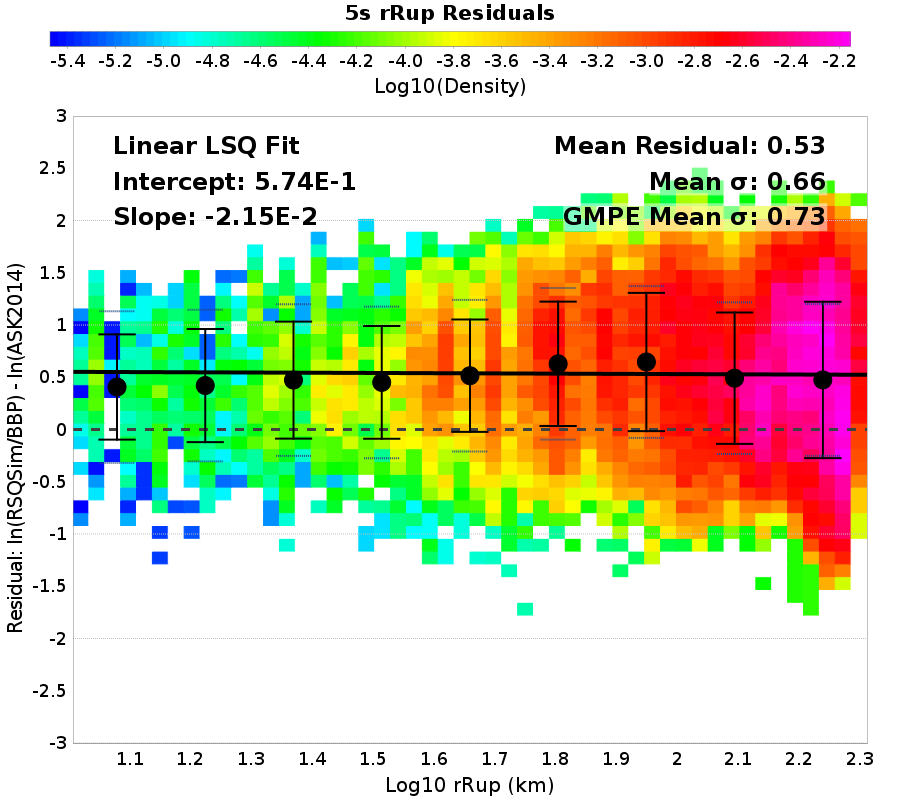 5s rRup Residuals
-5.4 -5.2 -5.0 -4.8 -4.6 -4.4 -4.2 -4.0 -3.8 -3.6 -3.4 -3.2 -3.0 -2.8 -2.6 -2.4 -2.2
Log10(Density)
Linear LSQ Fit
Intercept: 5.74E-1
Slope: -2.15E-2
Mean Residual: 0.53
Mean σ: 0.66
GMPE Mean σ: 0.73
Residual: ln(RSQSim/BBP) - ln(ASK2014)
3
2.5
2
1.5
1
0.5
0
-0.5
-1
-1.5
-2
-2.5
-3
1.1 1.2 1.3 1.4 1.5 1.6 1.7 1.8 1.9 2 2.1 2.2 2.3
Log10 rRup (km)